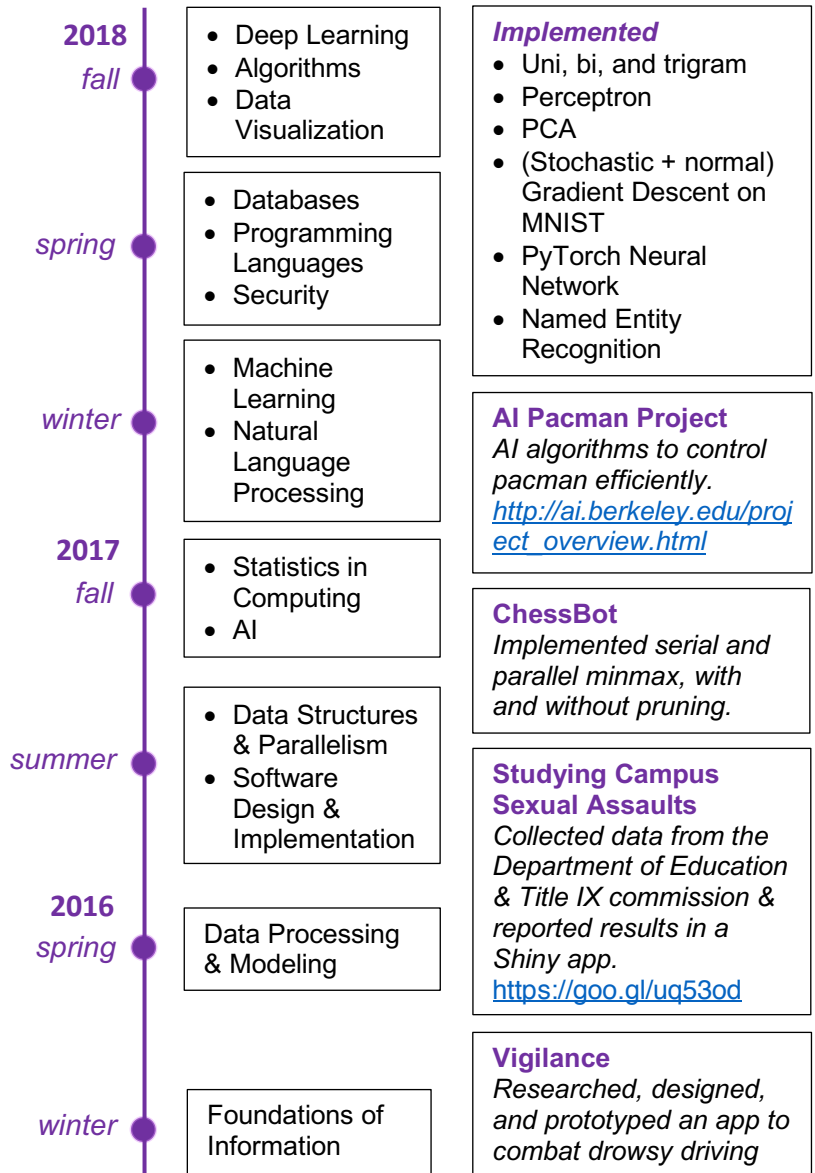 2018
fall
• Deep Learning
• Algorithms
• Data
Visualization
spring
• Databases
• Programming
Languages
• Security
winter
• Machine
Learning
• Natural
Language
Processing
2017
fall
• Statistics in
Computing
• AI
summer
• Data Structures
& Parallelism
• Software
Design &
Implementation
2016
spring
Data Processing
& Modeling
winter
Foundations of
Information
Implemented
• Uni, bi, and trigram
• Perceptron
• PCA
• (Stochastic + normal)
Gradient Descent on
MNIST
• PyTorch Neural
Network
• Named Entity
Recognition
AI Pacman Project
AI algorithms to control
pacman efficiently.
http://ai.berkeley.edu/proj
ect_overview.html
ChessBot
Implemented serial and
parallel minmax, with
and without pruning.
Studying Campus
Sexual Assaults
Collected data from the
Department of Education
& Title IX commission &
reported results in a
Shiny app.
https://goo.gl/uq53od
Vigilance
Researched, designed,
and prototyped an app to
combat drowsy driving